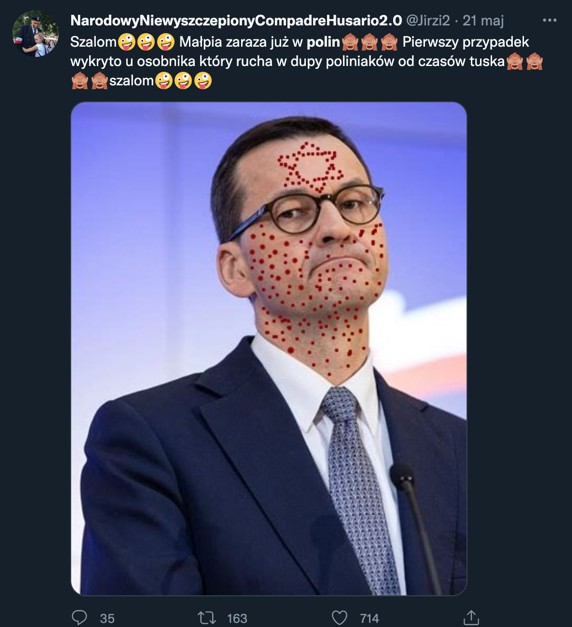 NarodowyNiewyszczepionyCompadreHusario2.0 @Jirzi2 · 21 maj
Szalom🤪🤪🤪 Małpia zaraza już w polin🙈🙈🙈 Pierwszy przypadek
wykryto u osobnika który rucha w dupy poliniaków od czasów tuska🙈🙈
🙈🙈szalom🤪🤪🤪
35 163 714